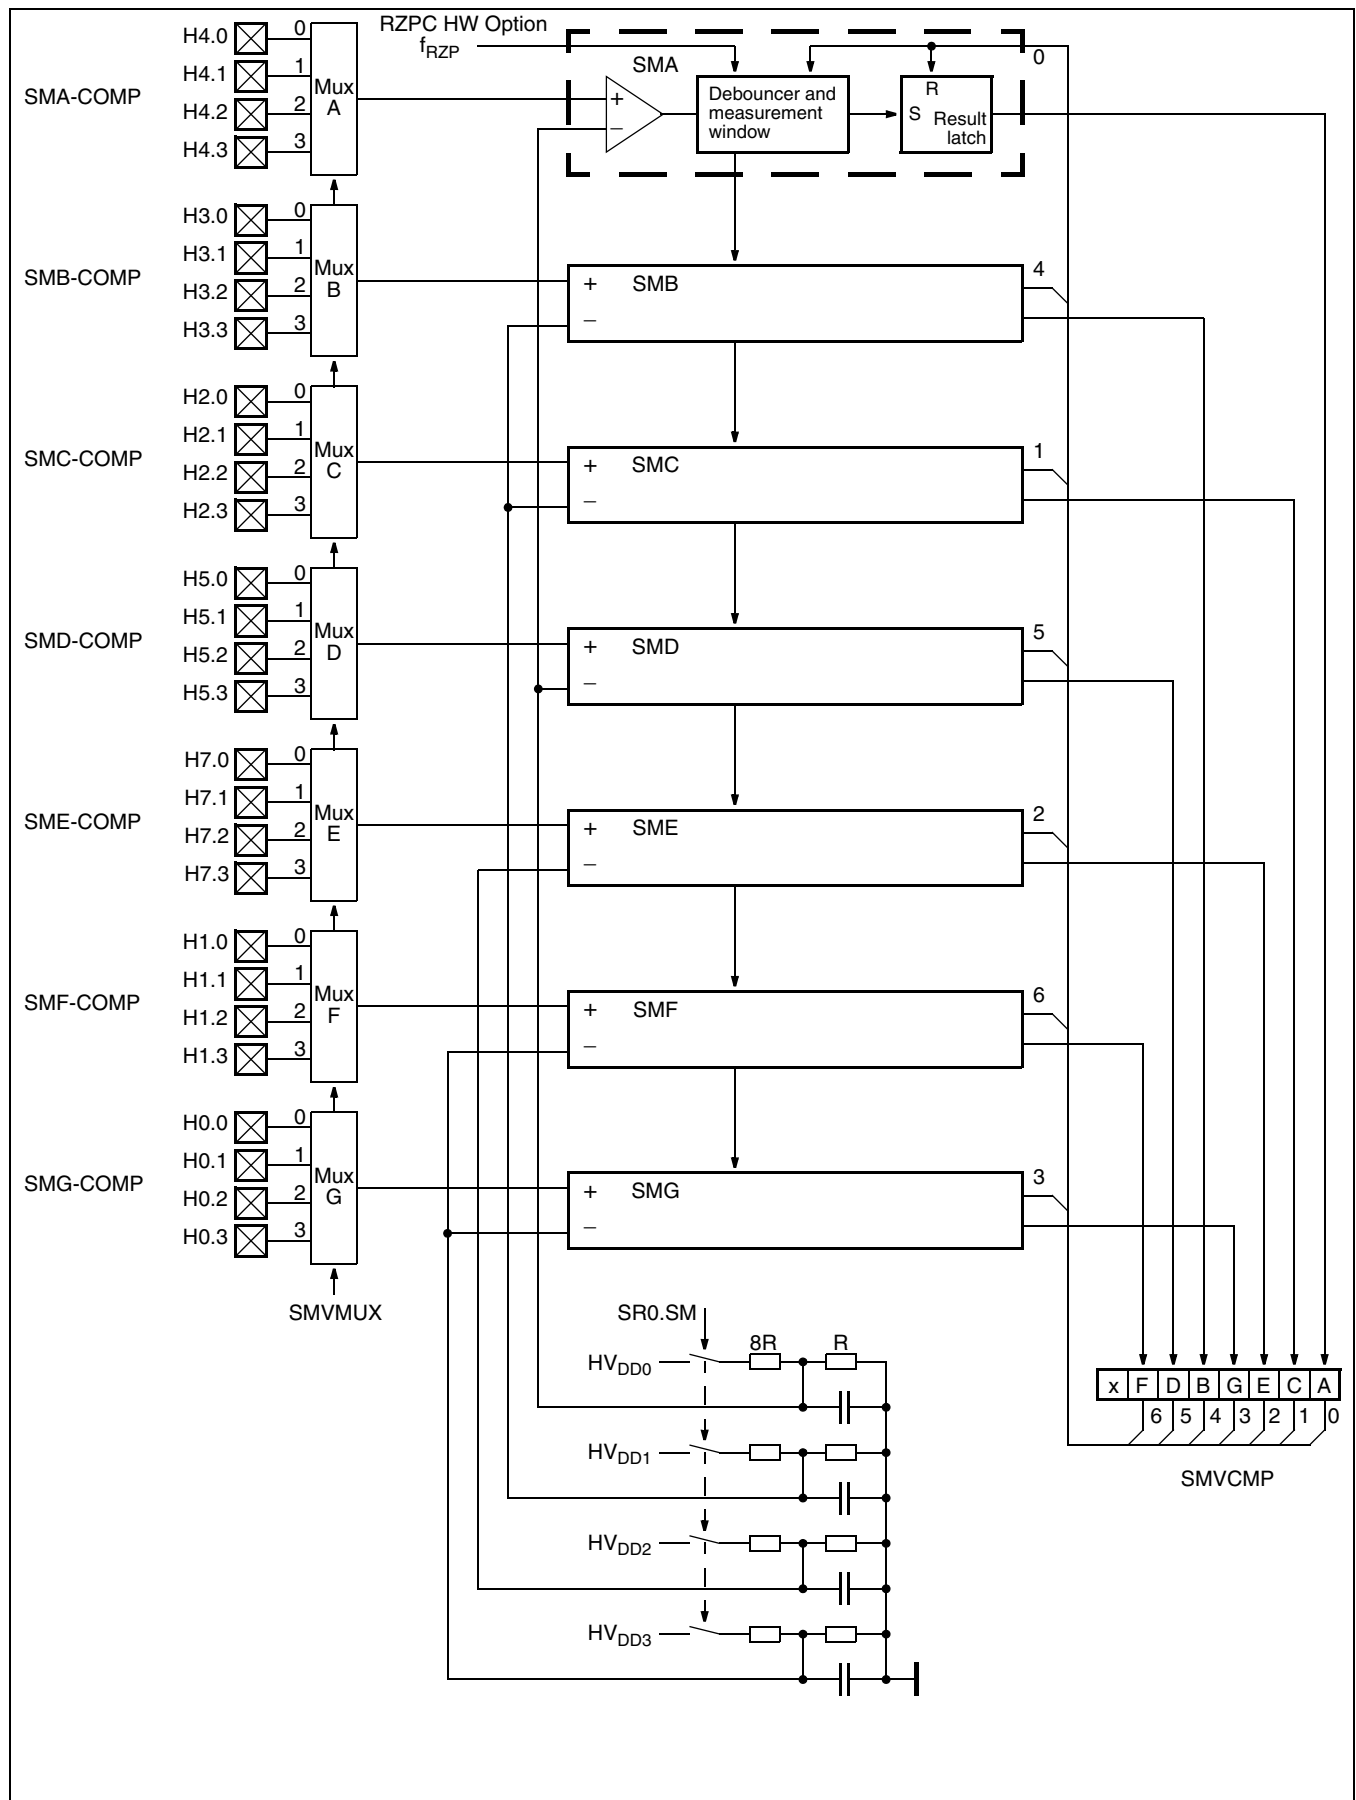 RZPC HW Option
fRZP
0
SMA-COMP
H4.0 0
H4.1 1
H4.2 2
H4.3 3
Mux
A
SMA
+
−
Debouncer and
measurement
window
R
S Result
latch
SMB-COMP
H3.0 0
H3.1 1
H3.2 2
H3.3 3
Mux
B
+ SMB
−
4
SMC-COMP
H2.0 0
H2.1 1
H2.2 2
H2.3 3
Mux
C
+ SMC
−
1
SMD-COMP
H5.0 0
H5.1 1
H5.2 2
H5.3 3
Mux
D
+ SMD
−
5
SME-COMP
H7.0 0
H7.1 1
H7.2 2
H7.3 3
Mux
E
+ SME
−
2
SMF-COMP
H1.0 0
H1.1 1
H1.2 2
H1.3 3
Mux
F
+ SMF
−
6
SMG-COMP
H0.0 0
H0.1 1
H0.2 2
H0.3 3
Mux
G
+ SMG
−
3
SMVMUX
SR0.SM
8R R
HVDD0
HVDD1
HVDD2
HVDD3
x F D B G E C A
6 5 4 3 2 1 0
SMVCMP